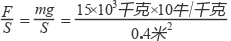 F/S = mg/S = 15×10³千克×10牛/千克 / 0.4米²